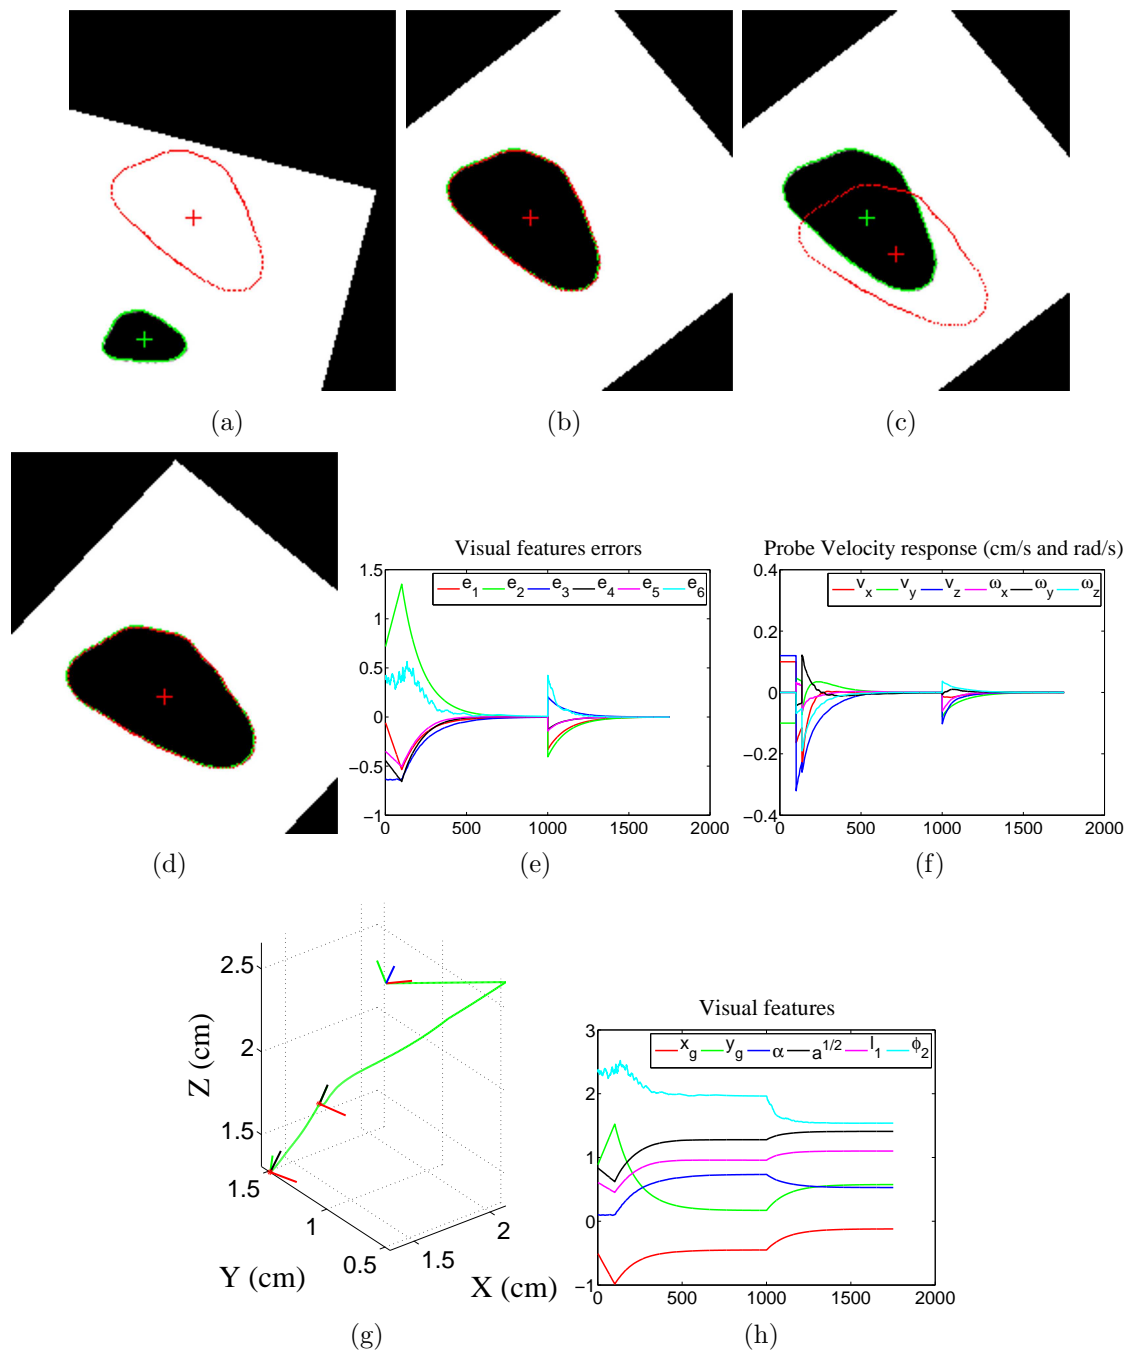 (a)
(b)
(c)
Visual features errors
e1 e2 e3 e4 e5 e6
1.5
1
0.5
0
−0.5
−1
0 500 1000 1500 2000
Probe Velocity response (cm/s and rad/s)
vx vy vz ωx ωy ωz
0.4
0.2
0
−0.2
−0.4
0 500 1000 1500 2000
(d)
(e)
(f)
Z (cm)
2.5
2
1.5
1.5
1
0.5
Y (cm)
1.5
2
X (cm)
Visual features
xg yg α a1/2 l1 ϕ2
3
2
1
0
−1
0 500 1000 1500 2000
(g)
(h)